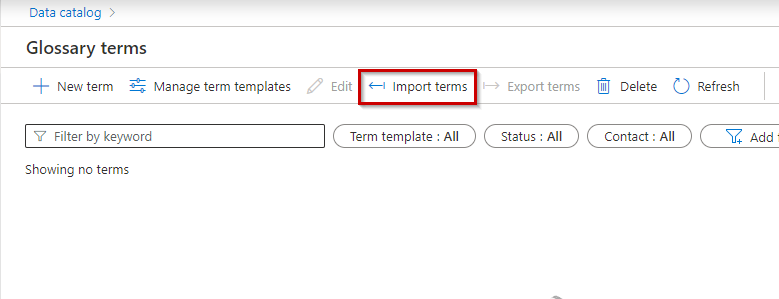 Data catalog
Glossary terms
New term Manage term templates Edit Import terms Export terms Delete Refresh
Filter by keyword Term template : All Status : All Contact : All Add
Showing no terms